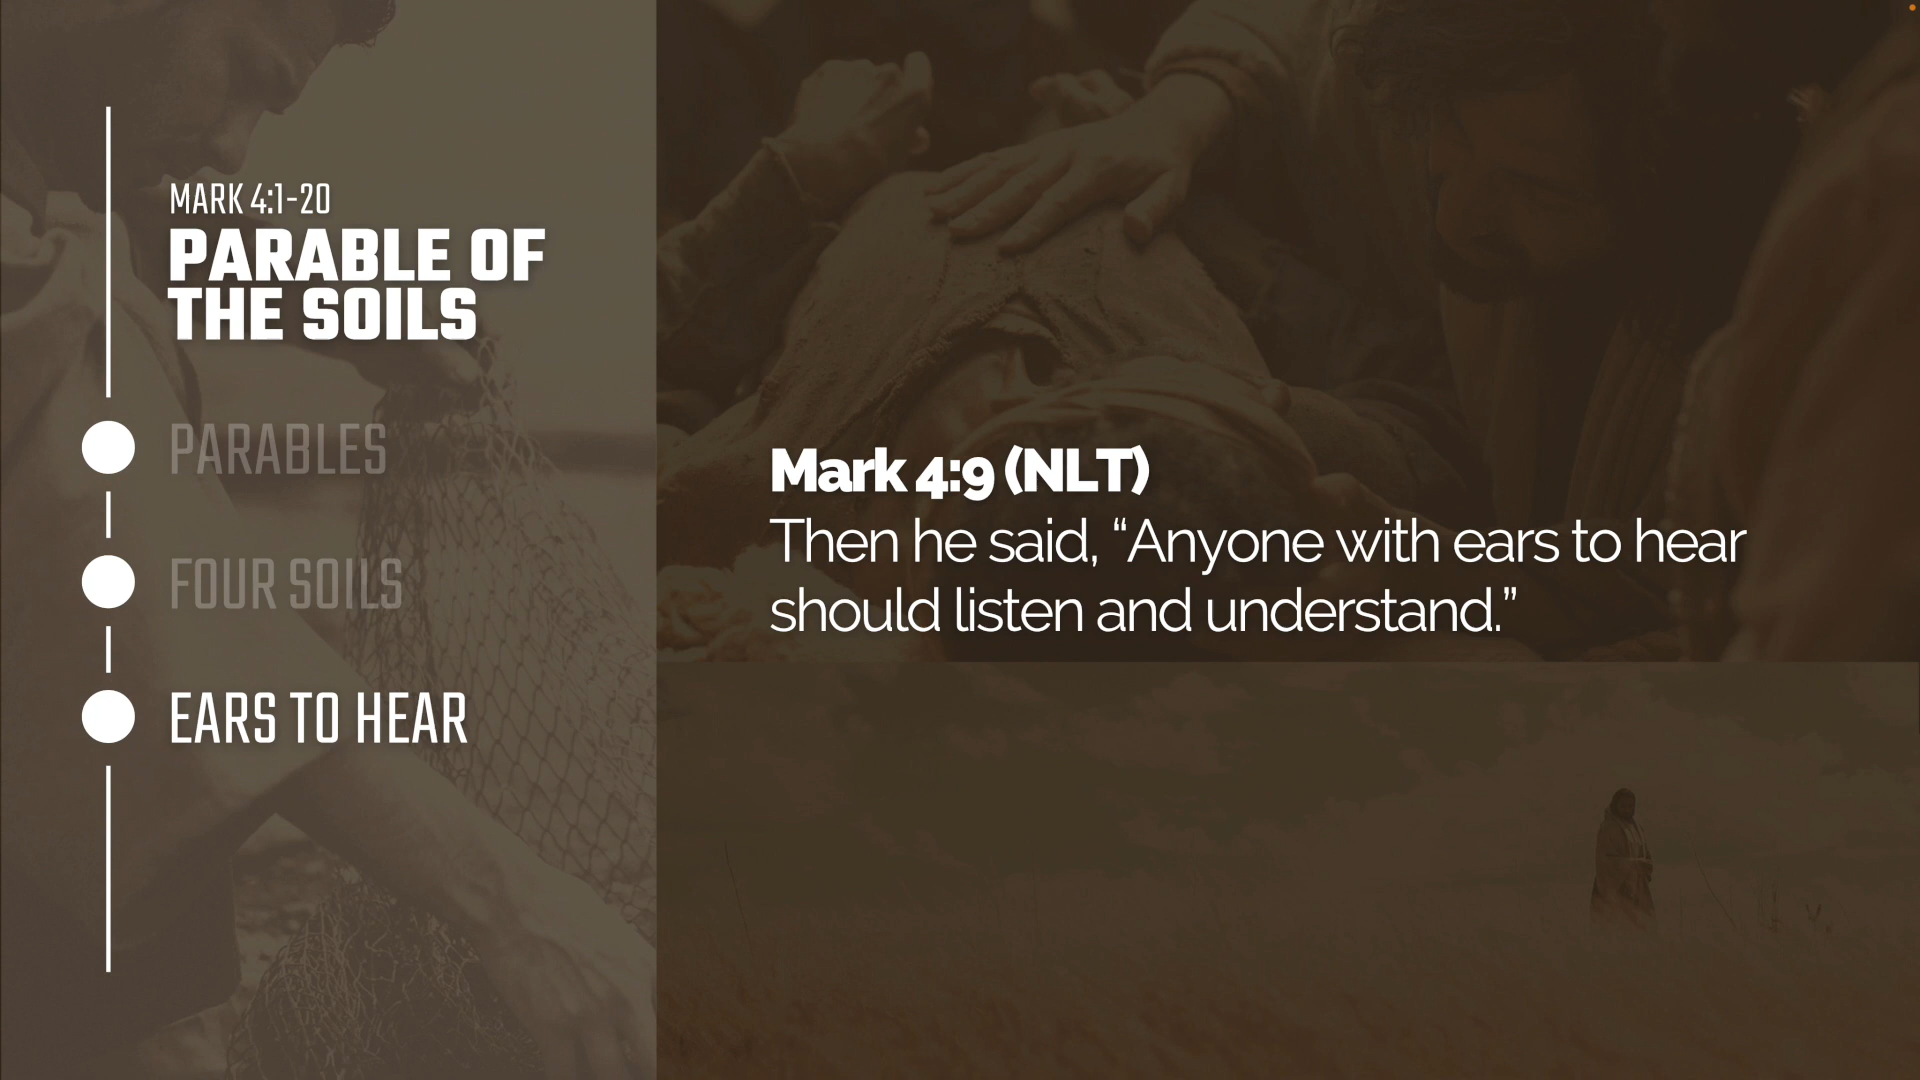 MARK 4:1-20
PARABLE OF
THE SOILS
PARABLES
FOUR SOILS
EARS TO HEAR
Mark 4:9 (NLT)
Then he said, “Anyone with ears to hear
should listen and understand.”